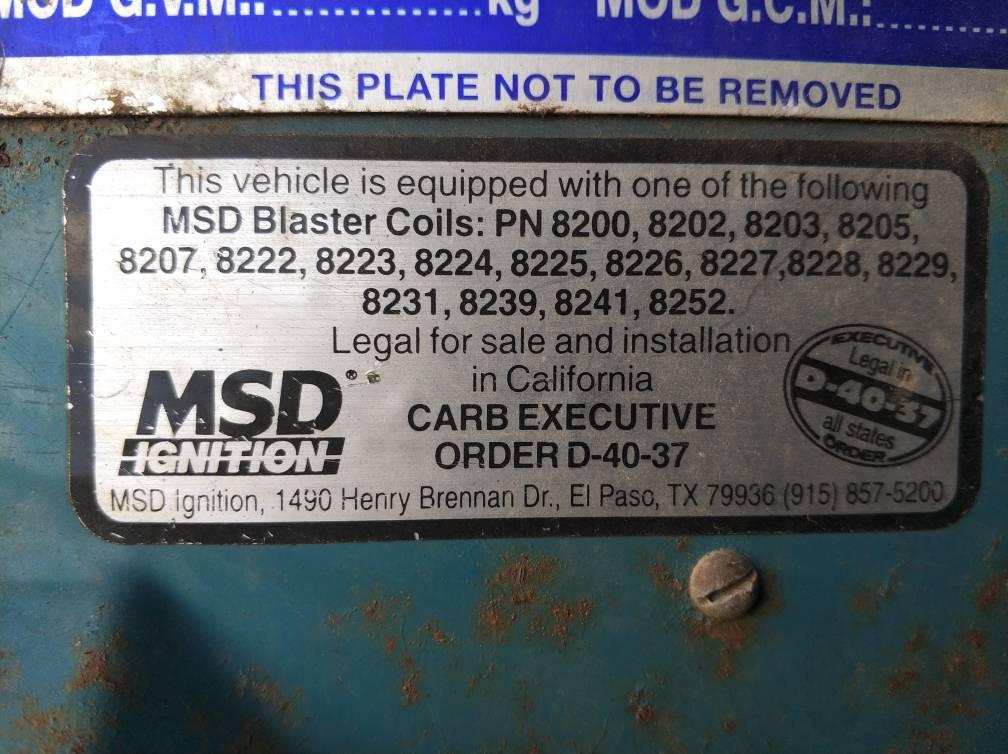 MOD G.V.M.:..................kg MOD G.C.M.:..........
THIS PLATE NOT TO BE REMOVED
This vehicle is equipped with one of the following
MSD Blaster Coils: PN 8200, 8202, 8203, 8205,
8207, 8222, 8223, 8224, 8225, 8226, 8227,8228, 8229,
8231, 8239, 8241, 8252.
Legal for sale and installation
in California
CARB EXECUTIVE
ORDER D-40-37
MSD®
IGNITION
EXECUTIVE
Legal in
D-40-37
all states
ORDER
MSD Ignition, 1490 Henry Brennan Dr., El Paso, TX 79936 (915) 857-5200